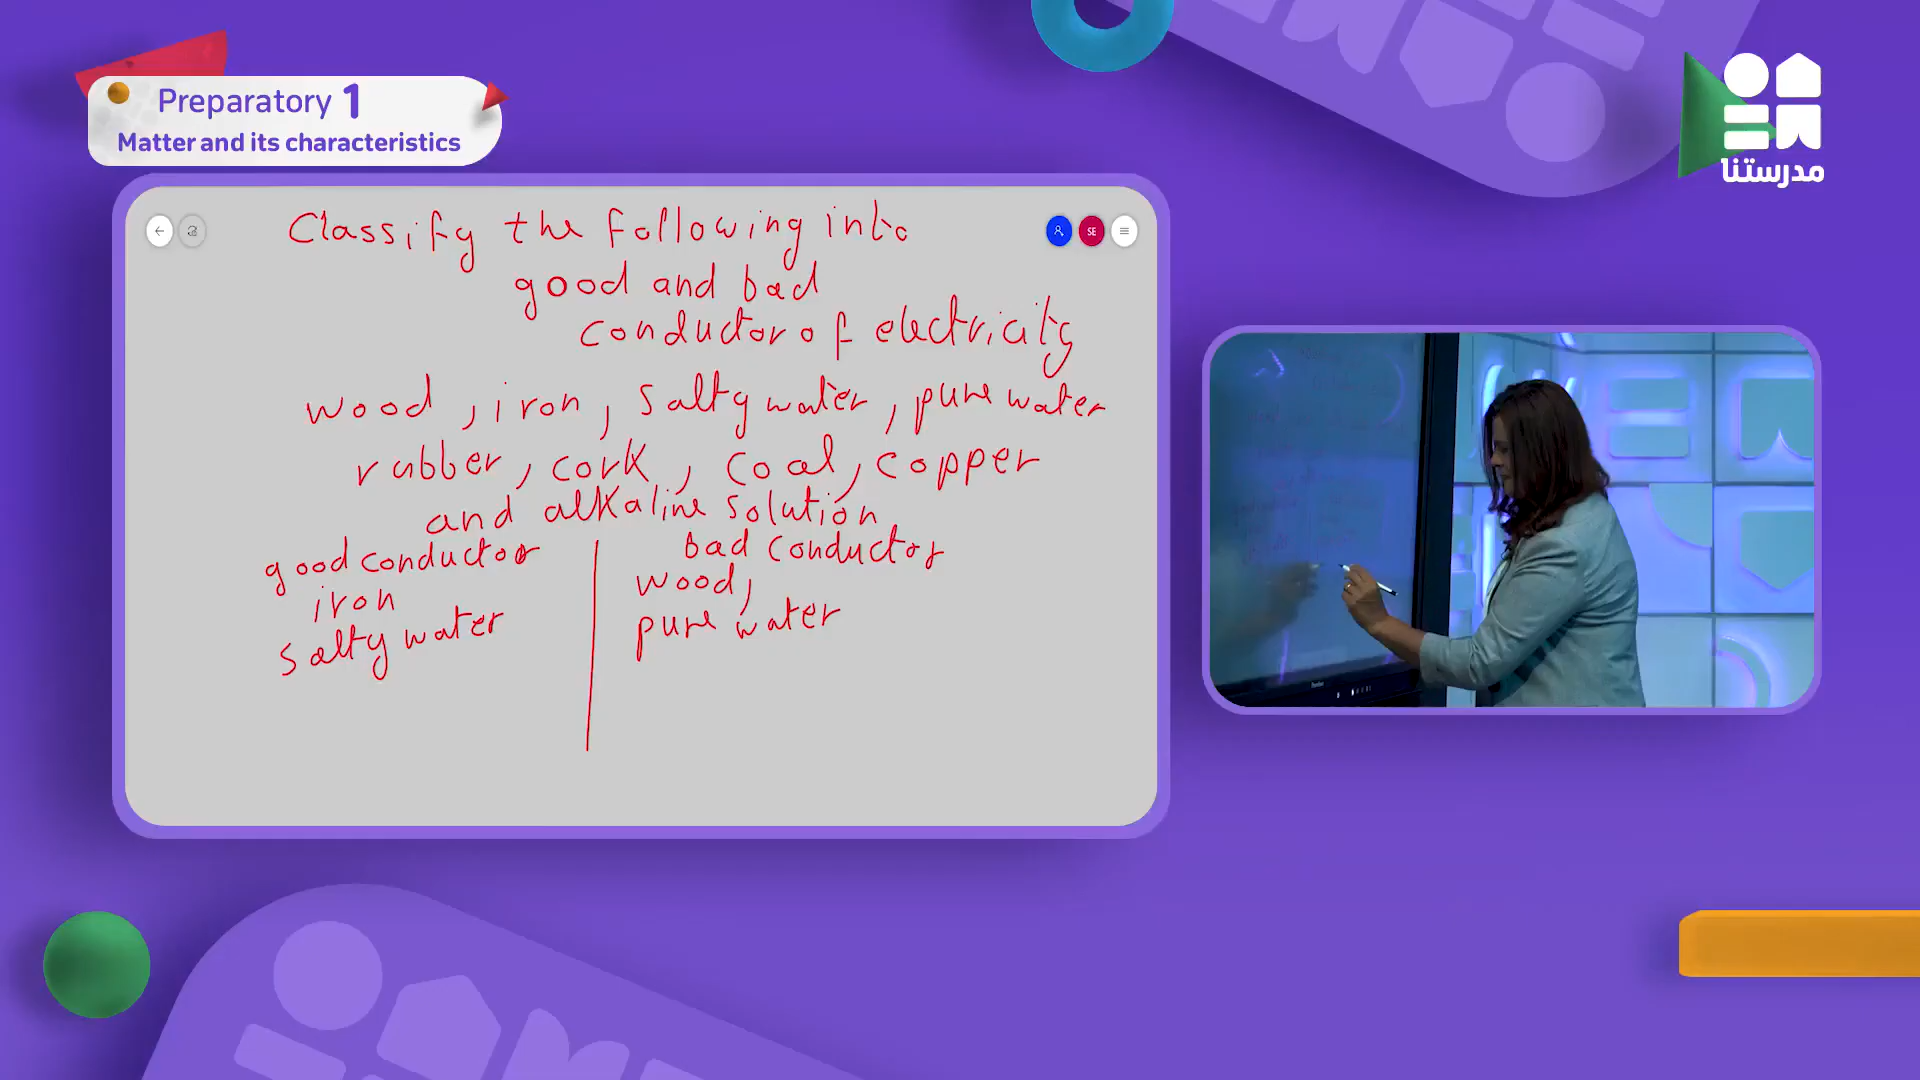 Preparatory 1
Matter and its characteristics
مدرستنا
SE
Classify the following into
good and bad
conductor of electricity
wood, iron, salty water, pure water
rubber, cork, coal, copper
and alkaline solution
good conductor
iron
salty water
bad conductor
wood,
pure water